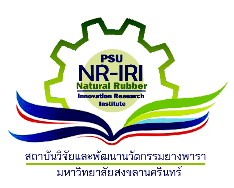 PSU
NR-IRI
Natural Rubber
Innovation Research
Institute
สถาบันวิจัยและพัฒนานวัตกรรมยางพารา
มหาวิทยาลัยสงขลานครินทร์